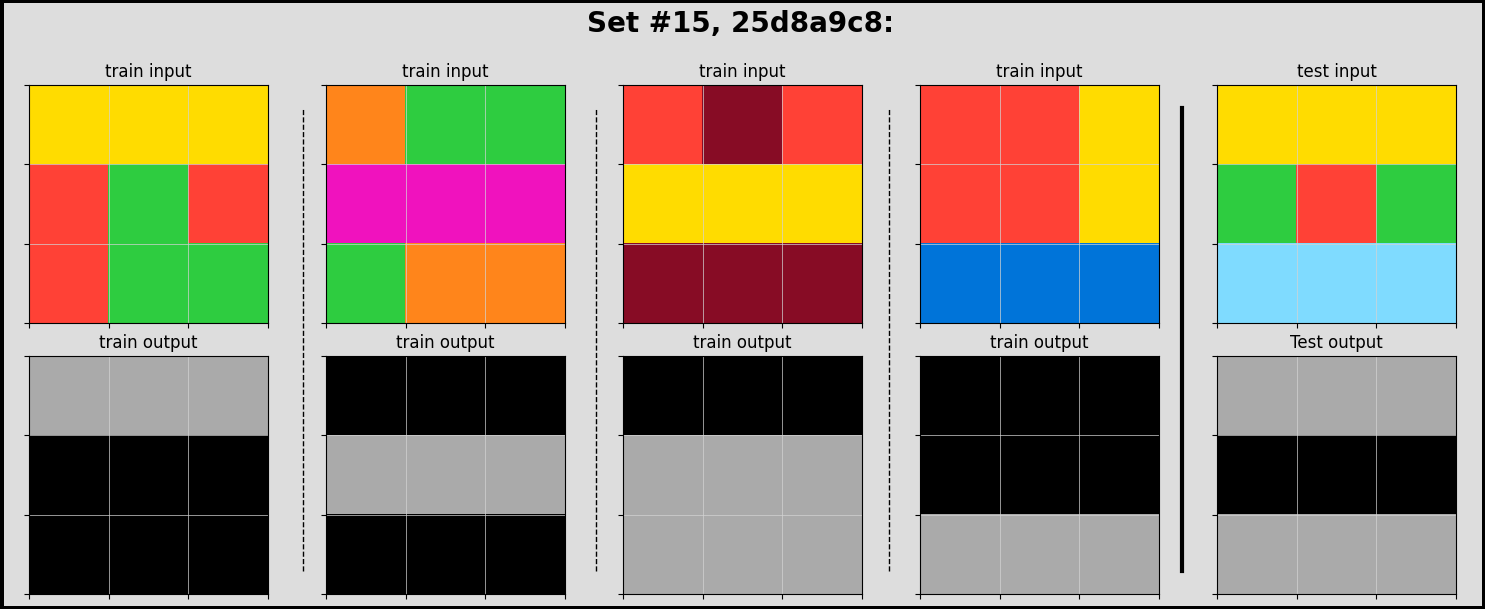 Set #15, 25d8a9c8:
train input train input train input train input test input
train output train output train output train output Test output